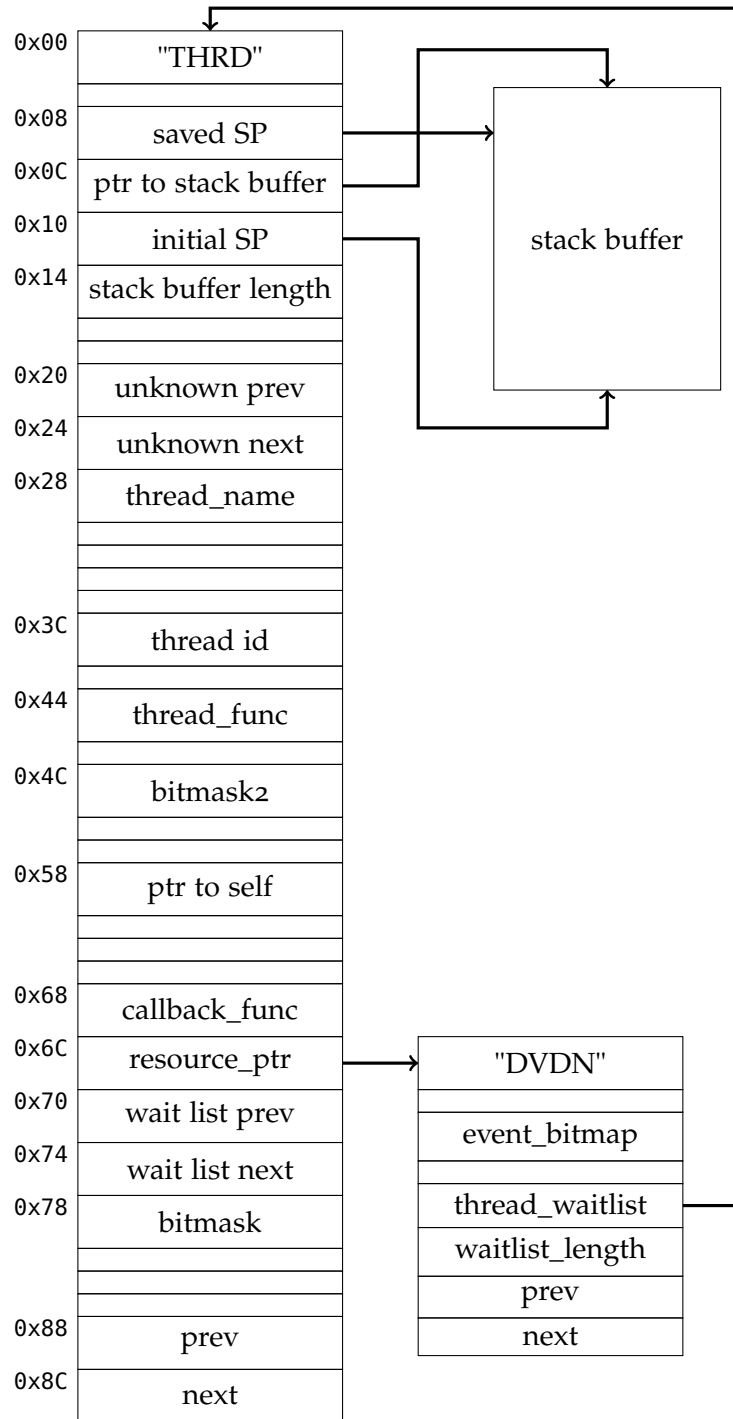 0x00
"THRD"
0x08
saved SP
0x0C
ptr to stack buffer
0x10
initial SP
0x14
stack buffer length
stack buffer
0x20
unknown prev
0x24
unknown next
0x28
thread_name
0x3C
thread id
0x44
thread_func
0x4C
bitmask2
0x58
ptr to self
0x68
callback_func
0x6C
resource_ptr
0x70
wait list prev
0x74
wait list next
0x78
bitmask
0x88
prev
0x8C
next
"DVDN"
event_bitmap
thread_waitlist
waitlist_length
prev
next